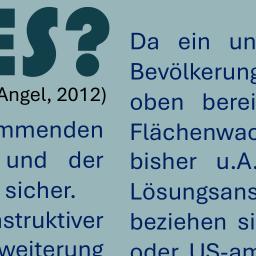 ES?
Angel, 2012)
mmenden
und der
sicher.
nstruktiver
weiterung
Da ein un
Bevölkerung
oben berei
Flächenwac
bisher u.A.
Lösungsans
beziehen si
oder US-am